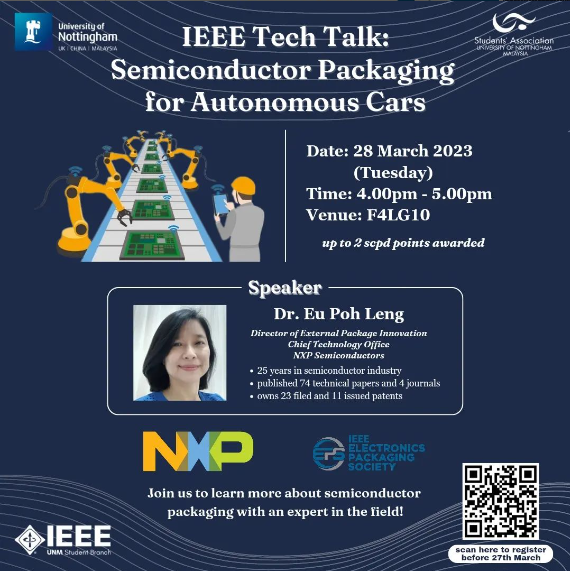 University of
Nottingham
UK | CHINA | MALAYSIA
Students' Association
UNIVERSITY OF NOTTINGHAM
MALAYSIA
IEEE Tech Talk:
Semiconductor Packaging
for Autonomous Cars
Date: 28 March 2023
(Tuesday)
Time: 4.00pm - 5.00pm
Venue: F4LG10
up to 2 scpd points awarded
Speaker
Dr. Eu Poh Leng
Director of External Package Innovation
Chief Technology Office
NXP Semiconductors
• 25 years in semiconductor industry
• published 74 technical papers and 4 journals
• owns 23 filed and 11 issued patents
NXP
EPS
IEEE
ELECTRONICS
PACKAGING
SOCIETY
Join us to learn more about semiconductor
packaging with an expert in the field!
IEEE
UNM Student Branch
scan here to register
before 27th March